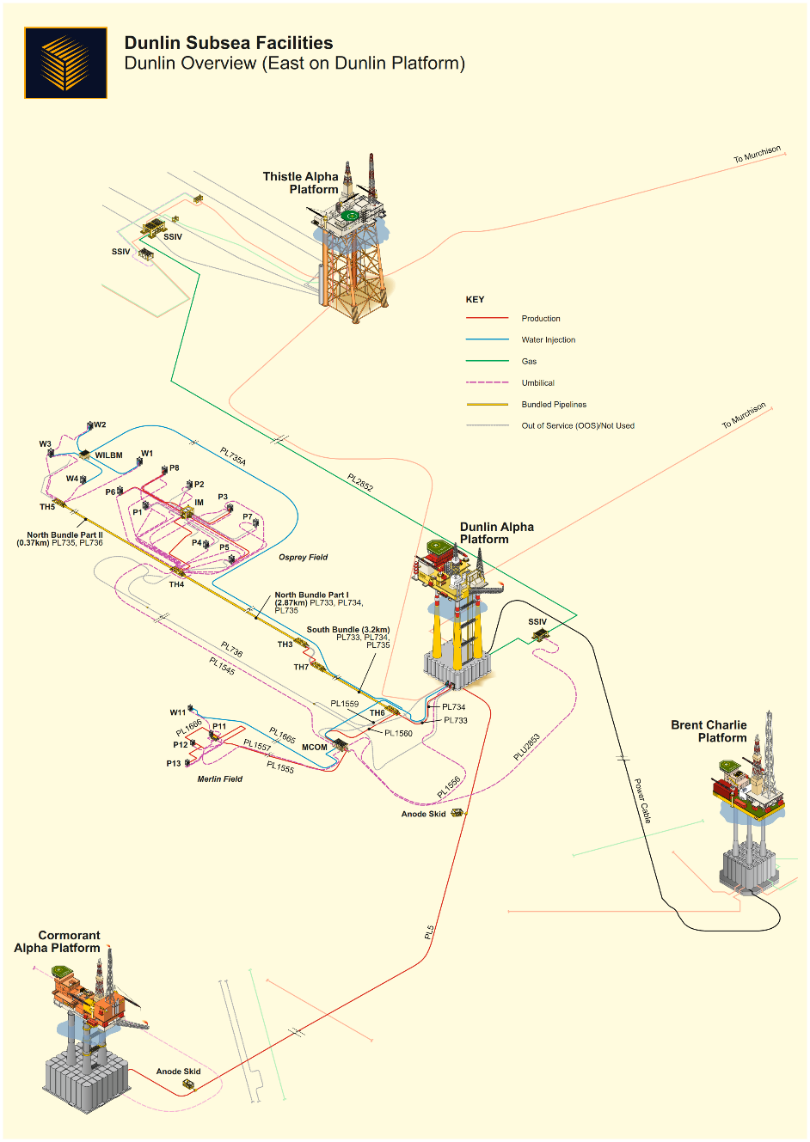 Dunlin Subsea Facilities
Dunlin Overview (East on Dunlin Platform)
To Murchison
Thistle Alpha
Platform
SSIV
SSIV
KEY
Production
Water Injection
Gas
Umbilical
Bundled Pipelines
Out of Service (OOS)/Not Used
To Murchison
W2
W3
WILBM
W1
PL735A
P8
PL2852
W4
P6
P2
P1
IM
P3
P7
TH5
P4
P5
North Bundle Part II
(0.37km) PL735, PL736
Osprey Field
TH4
Dunlin Alpha
Platform
North Bundle Part I
(2.87km) PL733, PL734,
PL735
SSIV
South Bundle (3.2km)
PL733, PL734,
PL735
TH3
PL736
PL1545
TH7
PL1559
PL734
TH6
PL733
W11
PL1666
P11
PL1665
PL1560
P12
PL1557
MCOM
P13
PL1555
Merlin Field
PL1556
PLU2853
Brent Charlie
Platform
Power Cable
Anode Skid
PL5
Cormorant
Alpha Platform
Anode Skid